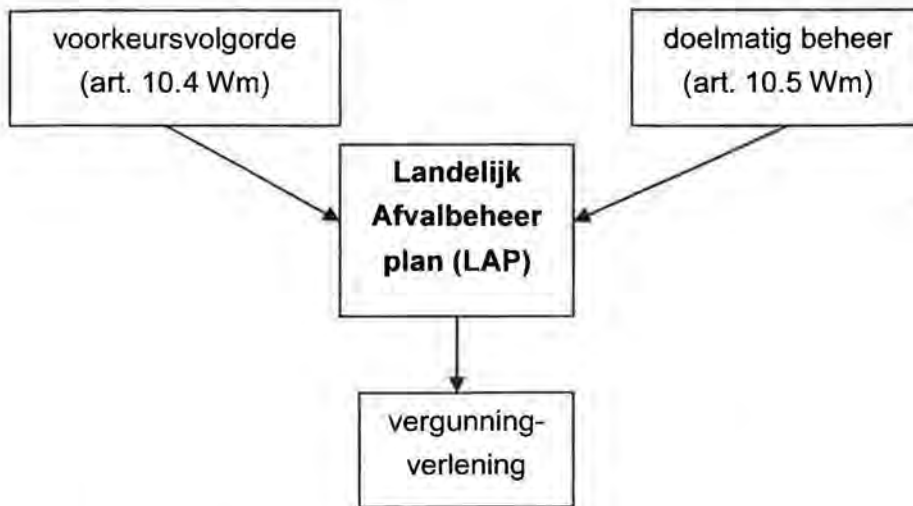 voorkeursvolgorde
(art. 10.4 Wm)
doelmatig beheer
(art. 10.5 Wm)
Landelijk
Afvalbeheer
plan (LAP)
vergunning-
verlening